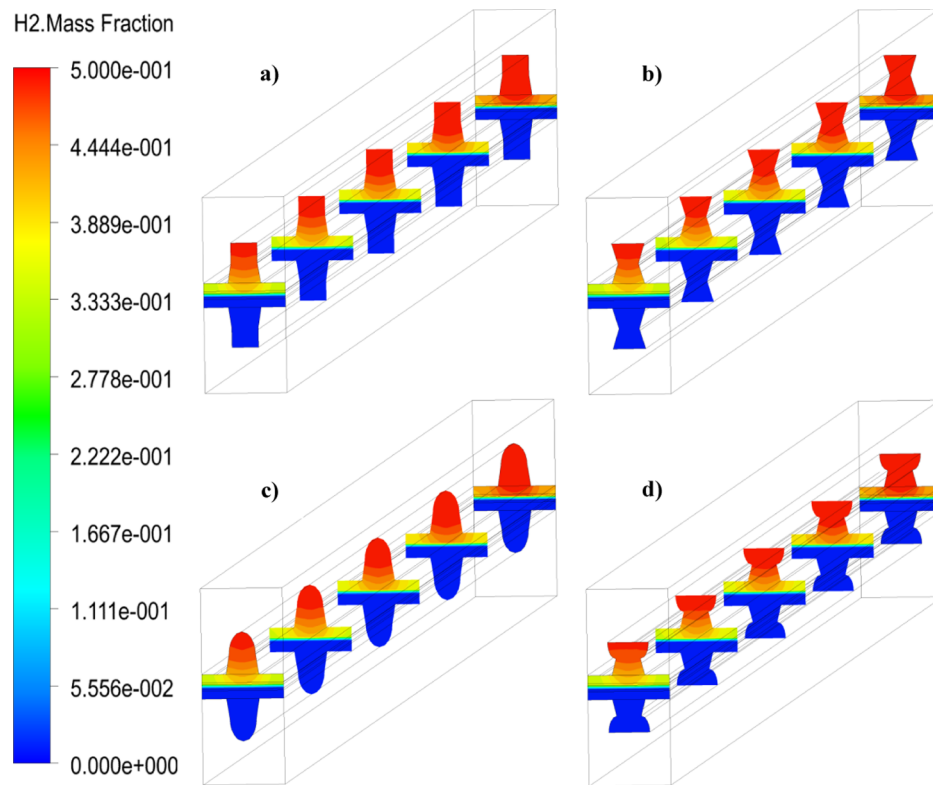 H2.Mass Fraction
5.000e-001
4.444e-001
3.889e-001
3.333e-001
2.778e-001
2.222e-001
1.667e-001
1.111e-001
5.556e-002
0.000e+000
a)
b)
c)
d)